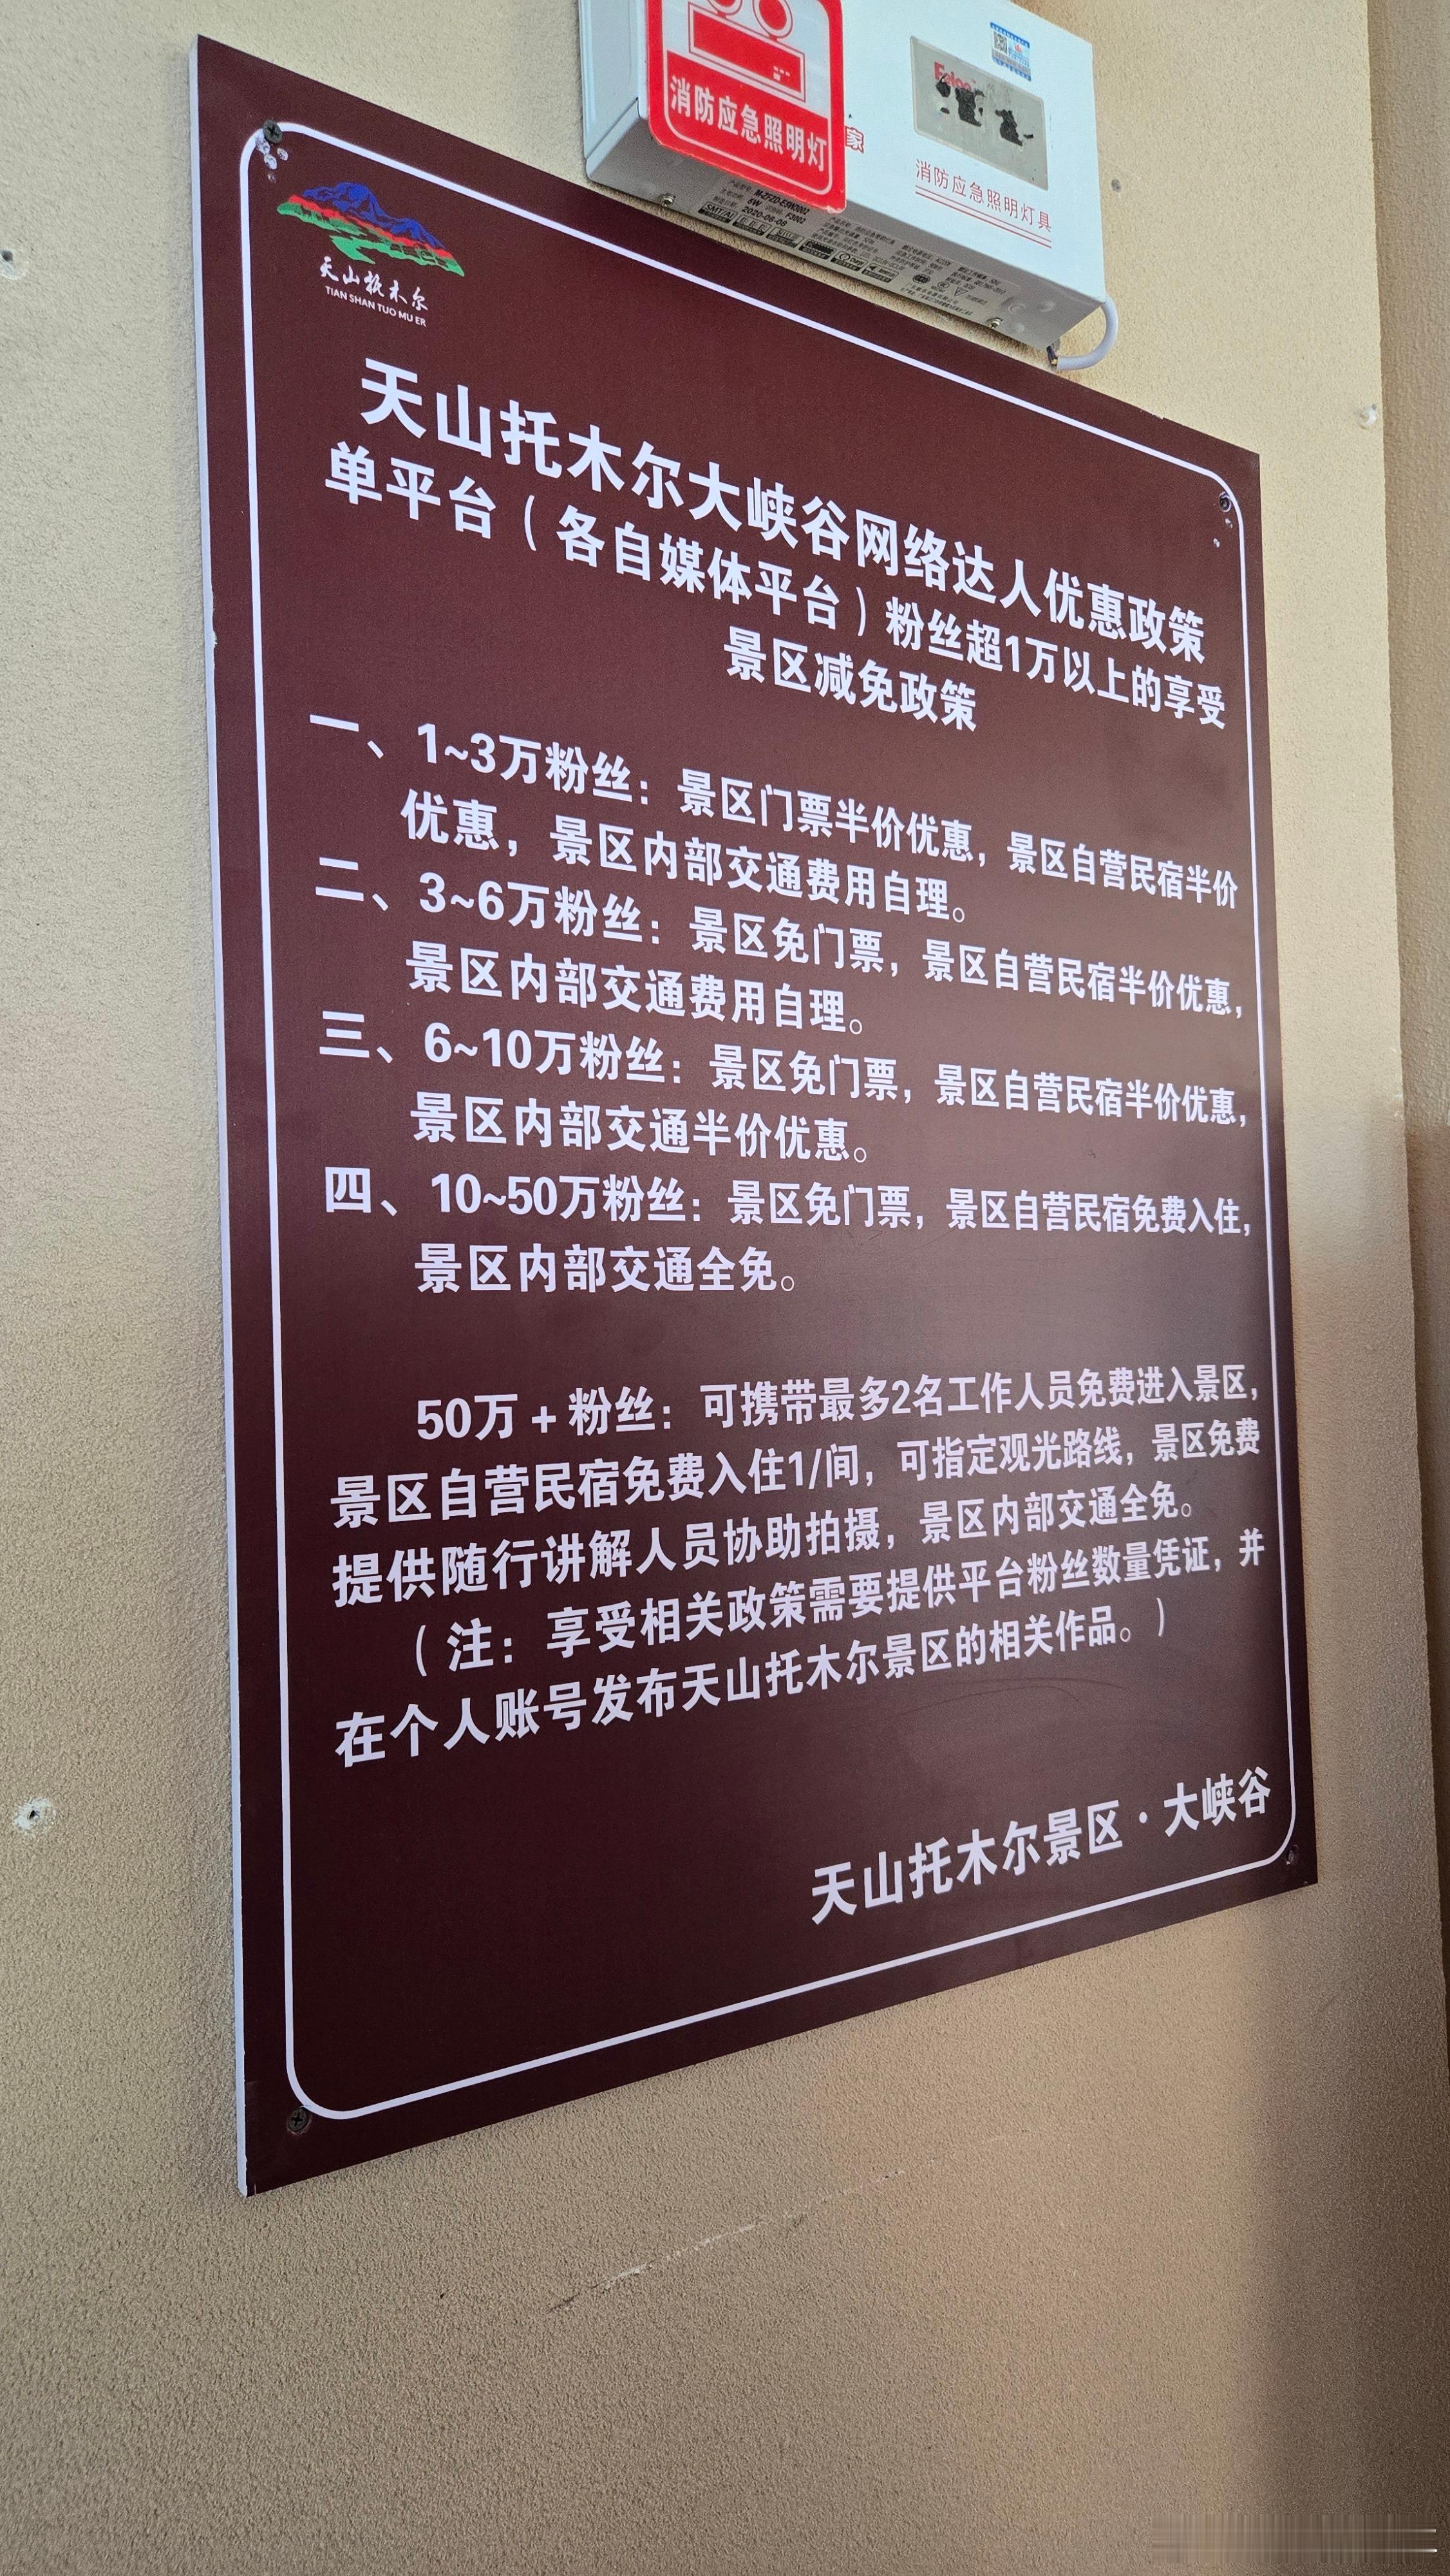 消防应急照明灯
家
消防应急照明灯具
M-ZFZD-E5W3002
5W
F3002
2020-08-08
天山托木尔
TIAN SHAN TUO MU ER
天山托木尔大峡谷网络达人优惠政策
单平台（各自媒体平台）粉丝超1万以上的享受
景区减免政策
一、1~3万粉丝：景区门票半价优惠，景区自营民宿半价
优惠，景区内部交通费用自理。
二、3~6万粉丝：景区免门票，景区自营民宿半价优惠，
景区内部交通费用自理。
三、6~10万粉丝：景区免门票，景区自营民宿半价优惠，
景区内部交通半价优惠。
四、10~50万粉丝：景区免门票，景区自营民宿免费入住，
景区内部交通全免。
50万+粉丝：可携带最多2名工作人员免费进入景区，
景区自营民宿免费入住1/间，可指定观光路线，景区免费
提供随行讲解人员协助拍摄，景区内部交通全免。
（注：享受相关政策需要提供平台粉丝数量凭证，并
在个人账号发布天山托木尔景区的相关作品。）
天山托木尔景区·大峡谷